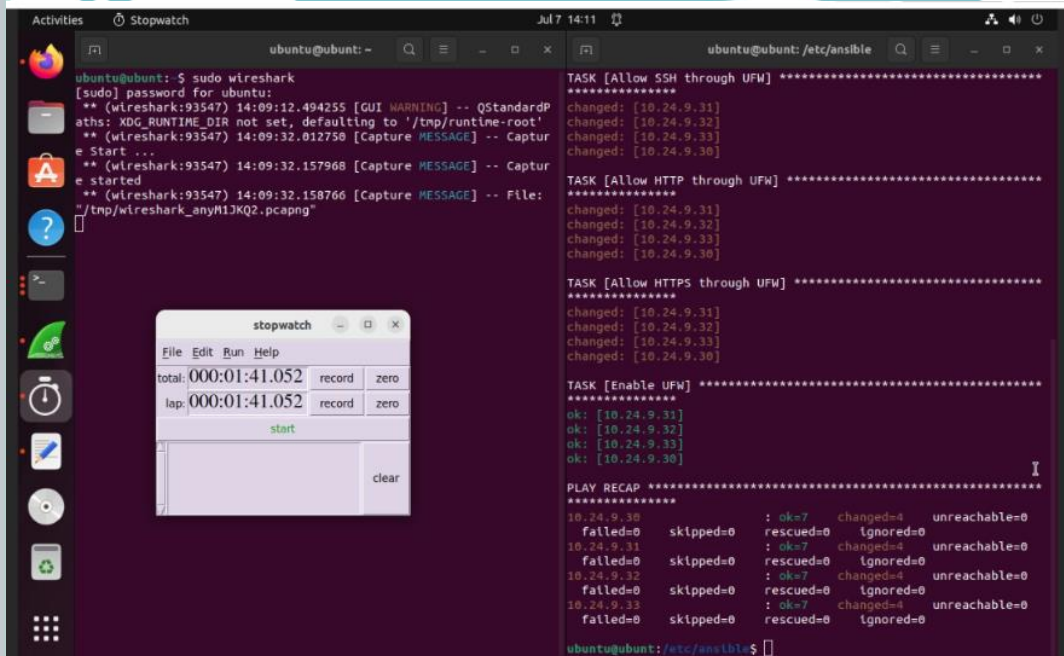 Activities Stopwatch Jul 7 14:11
ubuntu@ubunt: ~
ubuntu@ubunt:~$ sudo wireshark
[sudo] password for ubuntu:
** (wireshark:93547) 14:09:12.494255 [GUI WARNING] -- QStandardP
aths: XDG_RUNTIME_DIR not set, defaulting to '/tmp/runtime-root'
** (wireshark:93547) 14:09:32.012750 [Capture MESSAGE] -- Captur
e Start ...
** (wireshark:93547) 14:09:32.157968 [Capture MESSAGE] -- Captur
e started
** (wireshark:93547) 14:09:32.158766 [Capture MESSAGE] -- File:
"/tmp/wireshark_anyM1JKQ2.pcapng"
stopwatch
File Edit Run Help
total: 000:01:41.052 record zero
lap: 000:01:41.052 record zero
start
clear
ubuntu@ubunt: /etc/ansible
TASK [Allow SSH through UFW] ************************************
***************
changed: [10.24.9.31]
changed: [10.24.9.32]
changed: [10.24.9.33]
changed: [10.24.9.30]
TASK [Allow HTTP through UFW] ***********************************
***************
changed: [10.24.9.31]
changed: [10.24.9.32]
changed: [10.24.9.33]
changed: [10.24.9.30]
TASK [Allow HTTPS through UFW] **********************************
***************
changed: [10.24.9.31]
changed: [10.24.9.32]
changed: [10.24.9.33]
changed: [10.24.9.30]
TASK [Enable UFW] ***********************************************
***************
ok: [10.24.9.31]
ok: [10.24.9.32]
ok: [10.24.9.33]
ok: [10.24.9.30]
PLAY RECAP ******************************************************
***************
10.24.9.30 : ok=7 changed=4 unreachable=0
failed=0 skipped=0 rescued=0 ignored=0
10.24.9.31 : ok=7 changed=4 unreachable=0
failed=0 skipped=0 rescued=0 ignored=0
10.24.9.32 : ok=7 changed=4 unreachable=0
failed=0 skipped=0 rescued=0 ignored=0
10.24.9.33 : ok=7 changed=4 unreachable=0
failed=0 skipped=0 rescued=0 ignored=0
ubuntu@ubunt:/etc/ansible$